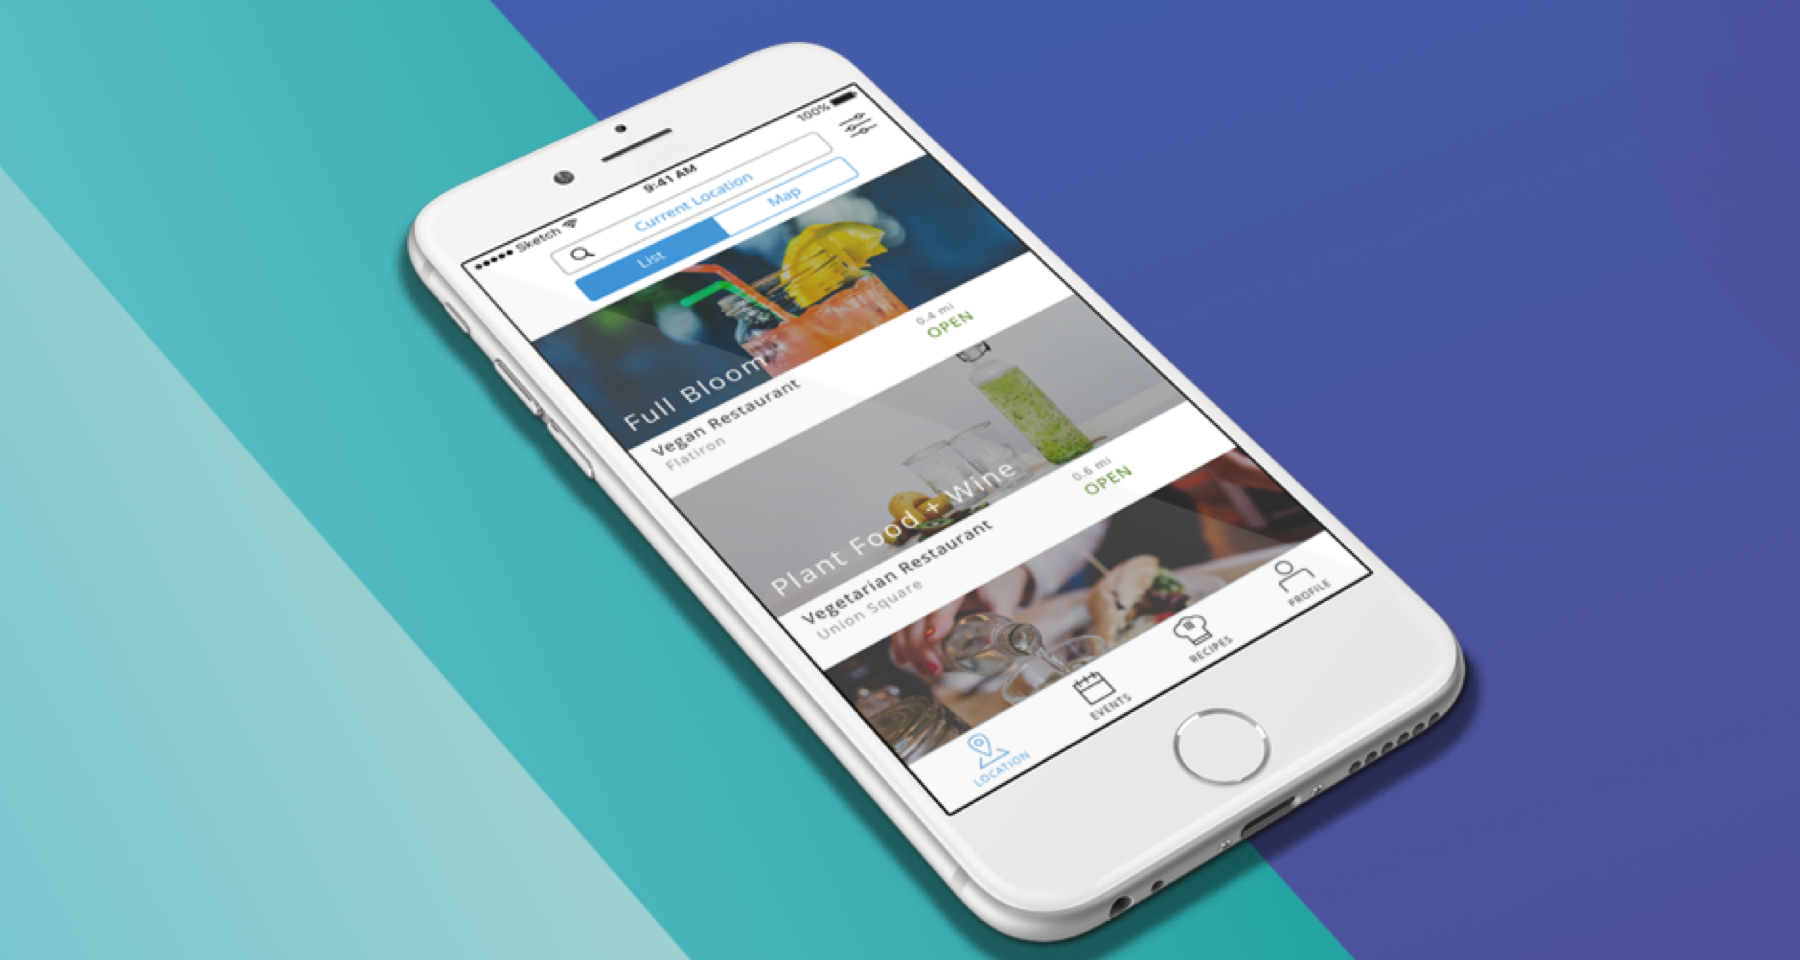 Sketch 9:41 AM 100%
Current Location
List Map
Full Bloom
Vegan Restaurant 0.4 mi
Flatiron OPEN
Plant Food + Wine
Vegetarian Restaurant 0.6 mi
Union Square OPEN
LOCATION EVENTS RECIPES PROFILE